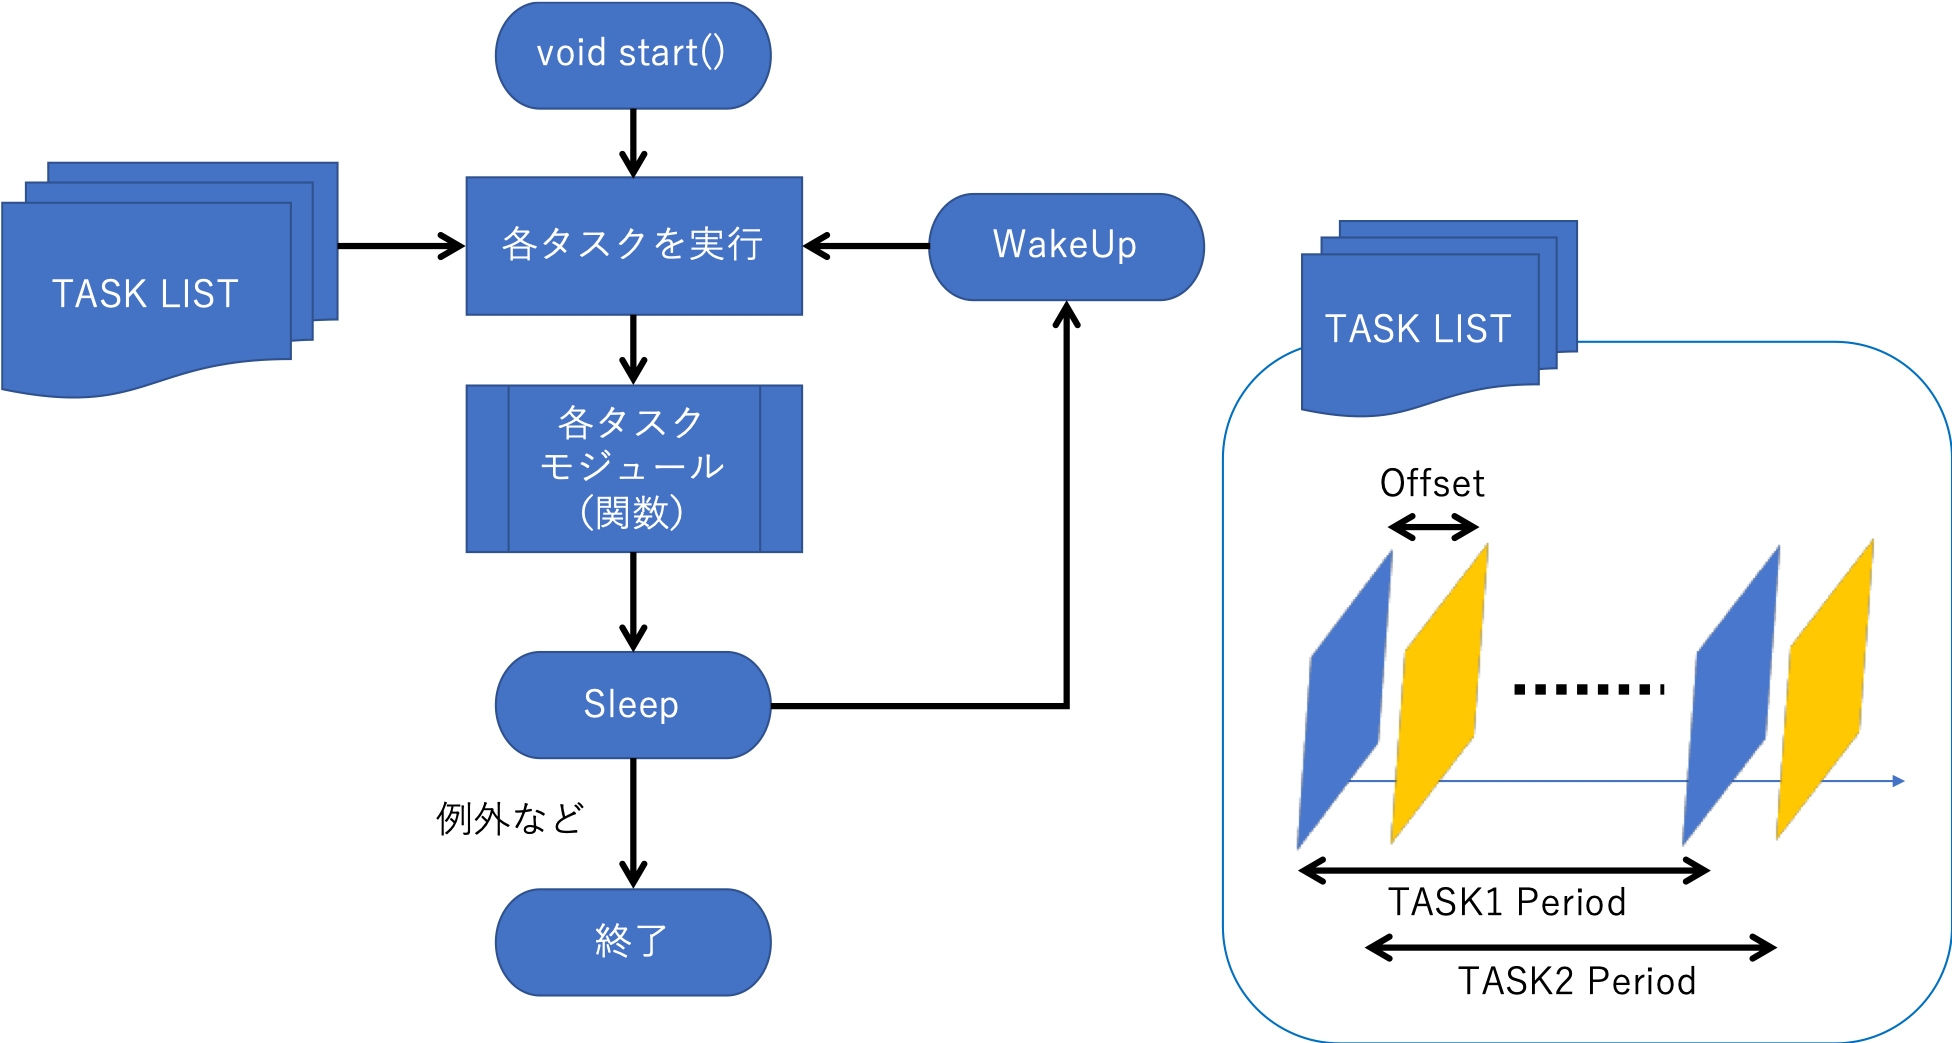 void start()
TASK LIST
各タスクを実行
WakeUp
各タスク
モジュール
(関数)
Sleep
例外など
終了
TASK LIST
Offset
TASK1 Period
TASK2 Period